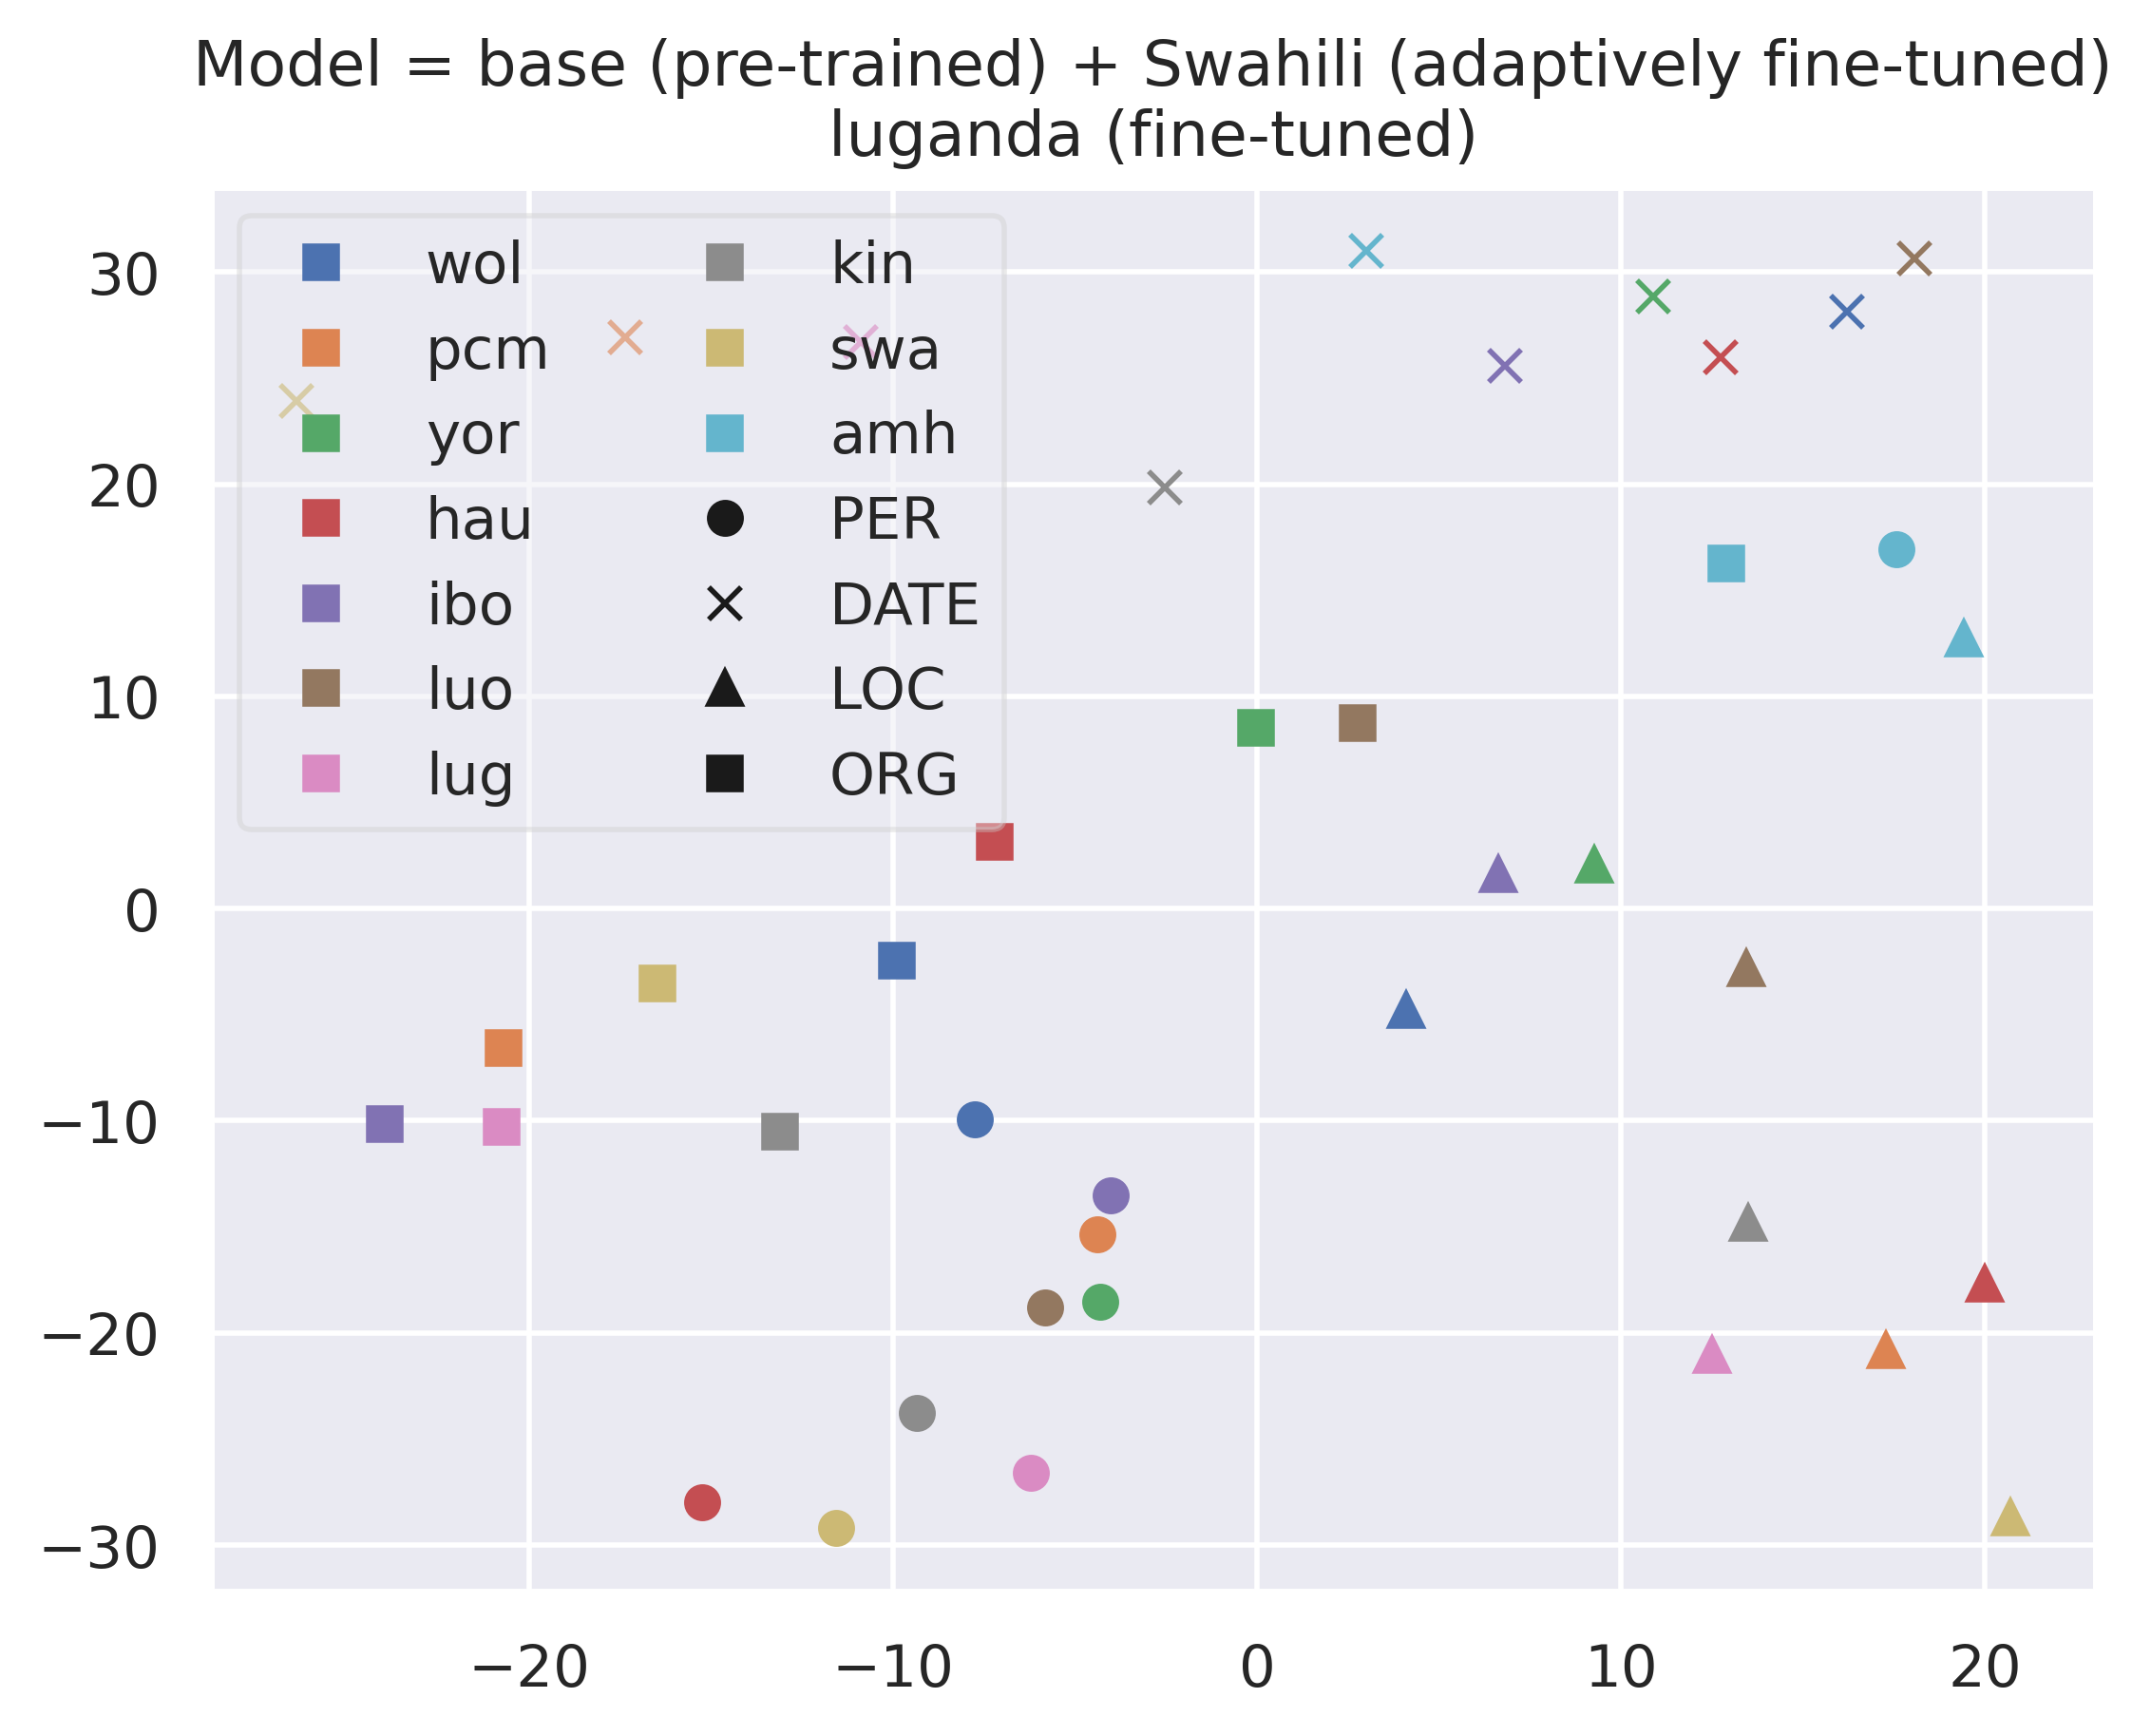 Model = base (pre-trained) + Swahili (adaptively fine-tuned)
luganda (fine-tuned)
30
20
10
0
−10
−20
−30
wol
pcm
yor
hau
ibo
luo
lug
kin
swa
amh
PER
DATE
LOC
ORG
−20 −10 0 10 20